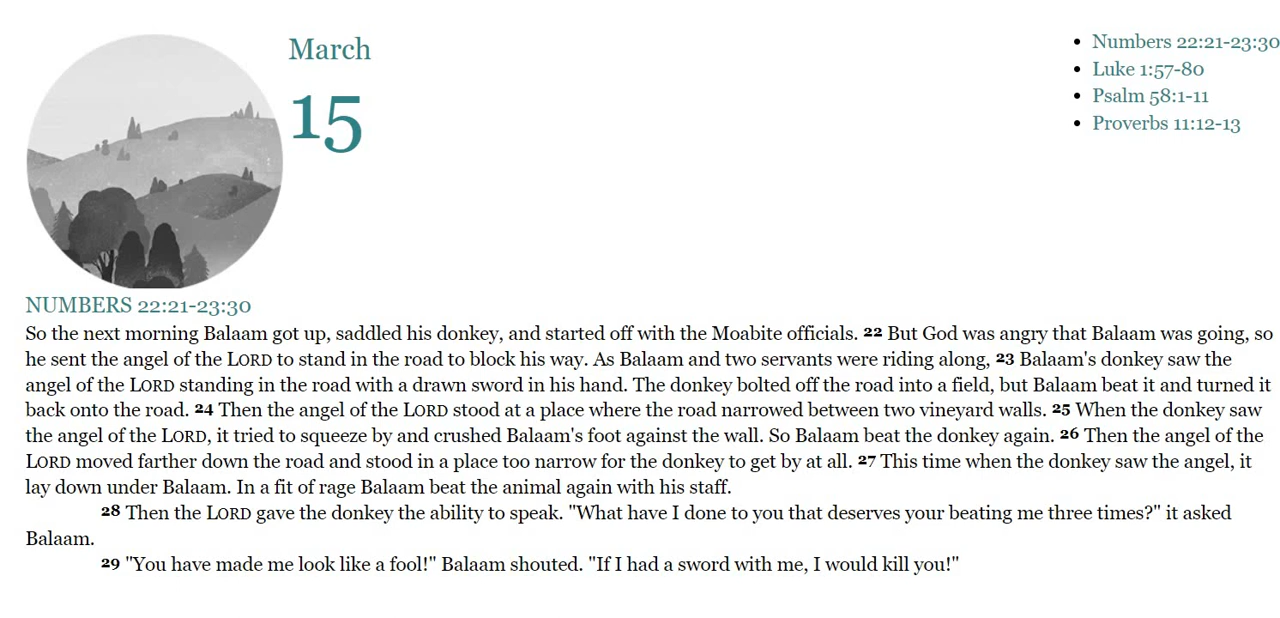 March
15
Numbers 22:21-23:30
Luke 1:57-80
Psalm 58:1-11
Proverbs 11:12-13
NUMBERS 22:21-23:30
So the next morning Balaam got up, saddled his donkey, and started off with the Moabite officials. 22 But God was angry that Balaam was going, so
he sent the angel of the LORD to stand in the road to block his way. As Balaam and two servants were riding along, 23 Balaam's donkey saw the
angel of the LORD standing in the road with a drawn sword in his hand. The donkey bolted off the road into a field, but Balaam beat it and turned it
back onto the road. 24 Then the angel of the LORD stood at a place where the road narrowed between two vineyard walls. 25 When the donkey saw
the angel of the LORD, it tried to squeeze by and crushed Balaam's foot against the wall. So Balaam beat the donkey again. 26 Then the angel of the
LORD moved farther down the road and stood in a place too narrow for the donkey to get by at all. 27 This time when the donkey saw the angel, it
lay down under Balaam. In a fit of rage Balaam beat the animal again with his staff.
28 Then the LORD gave the donkey the ability to speak. "What have I done to you that deserves your beating me three times?" it asked
Balaam.
29 "You have made me look like a fool!" Balaam shouted. "If I had a sword with me, I would kill you!"